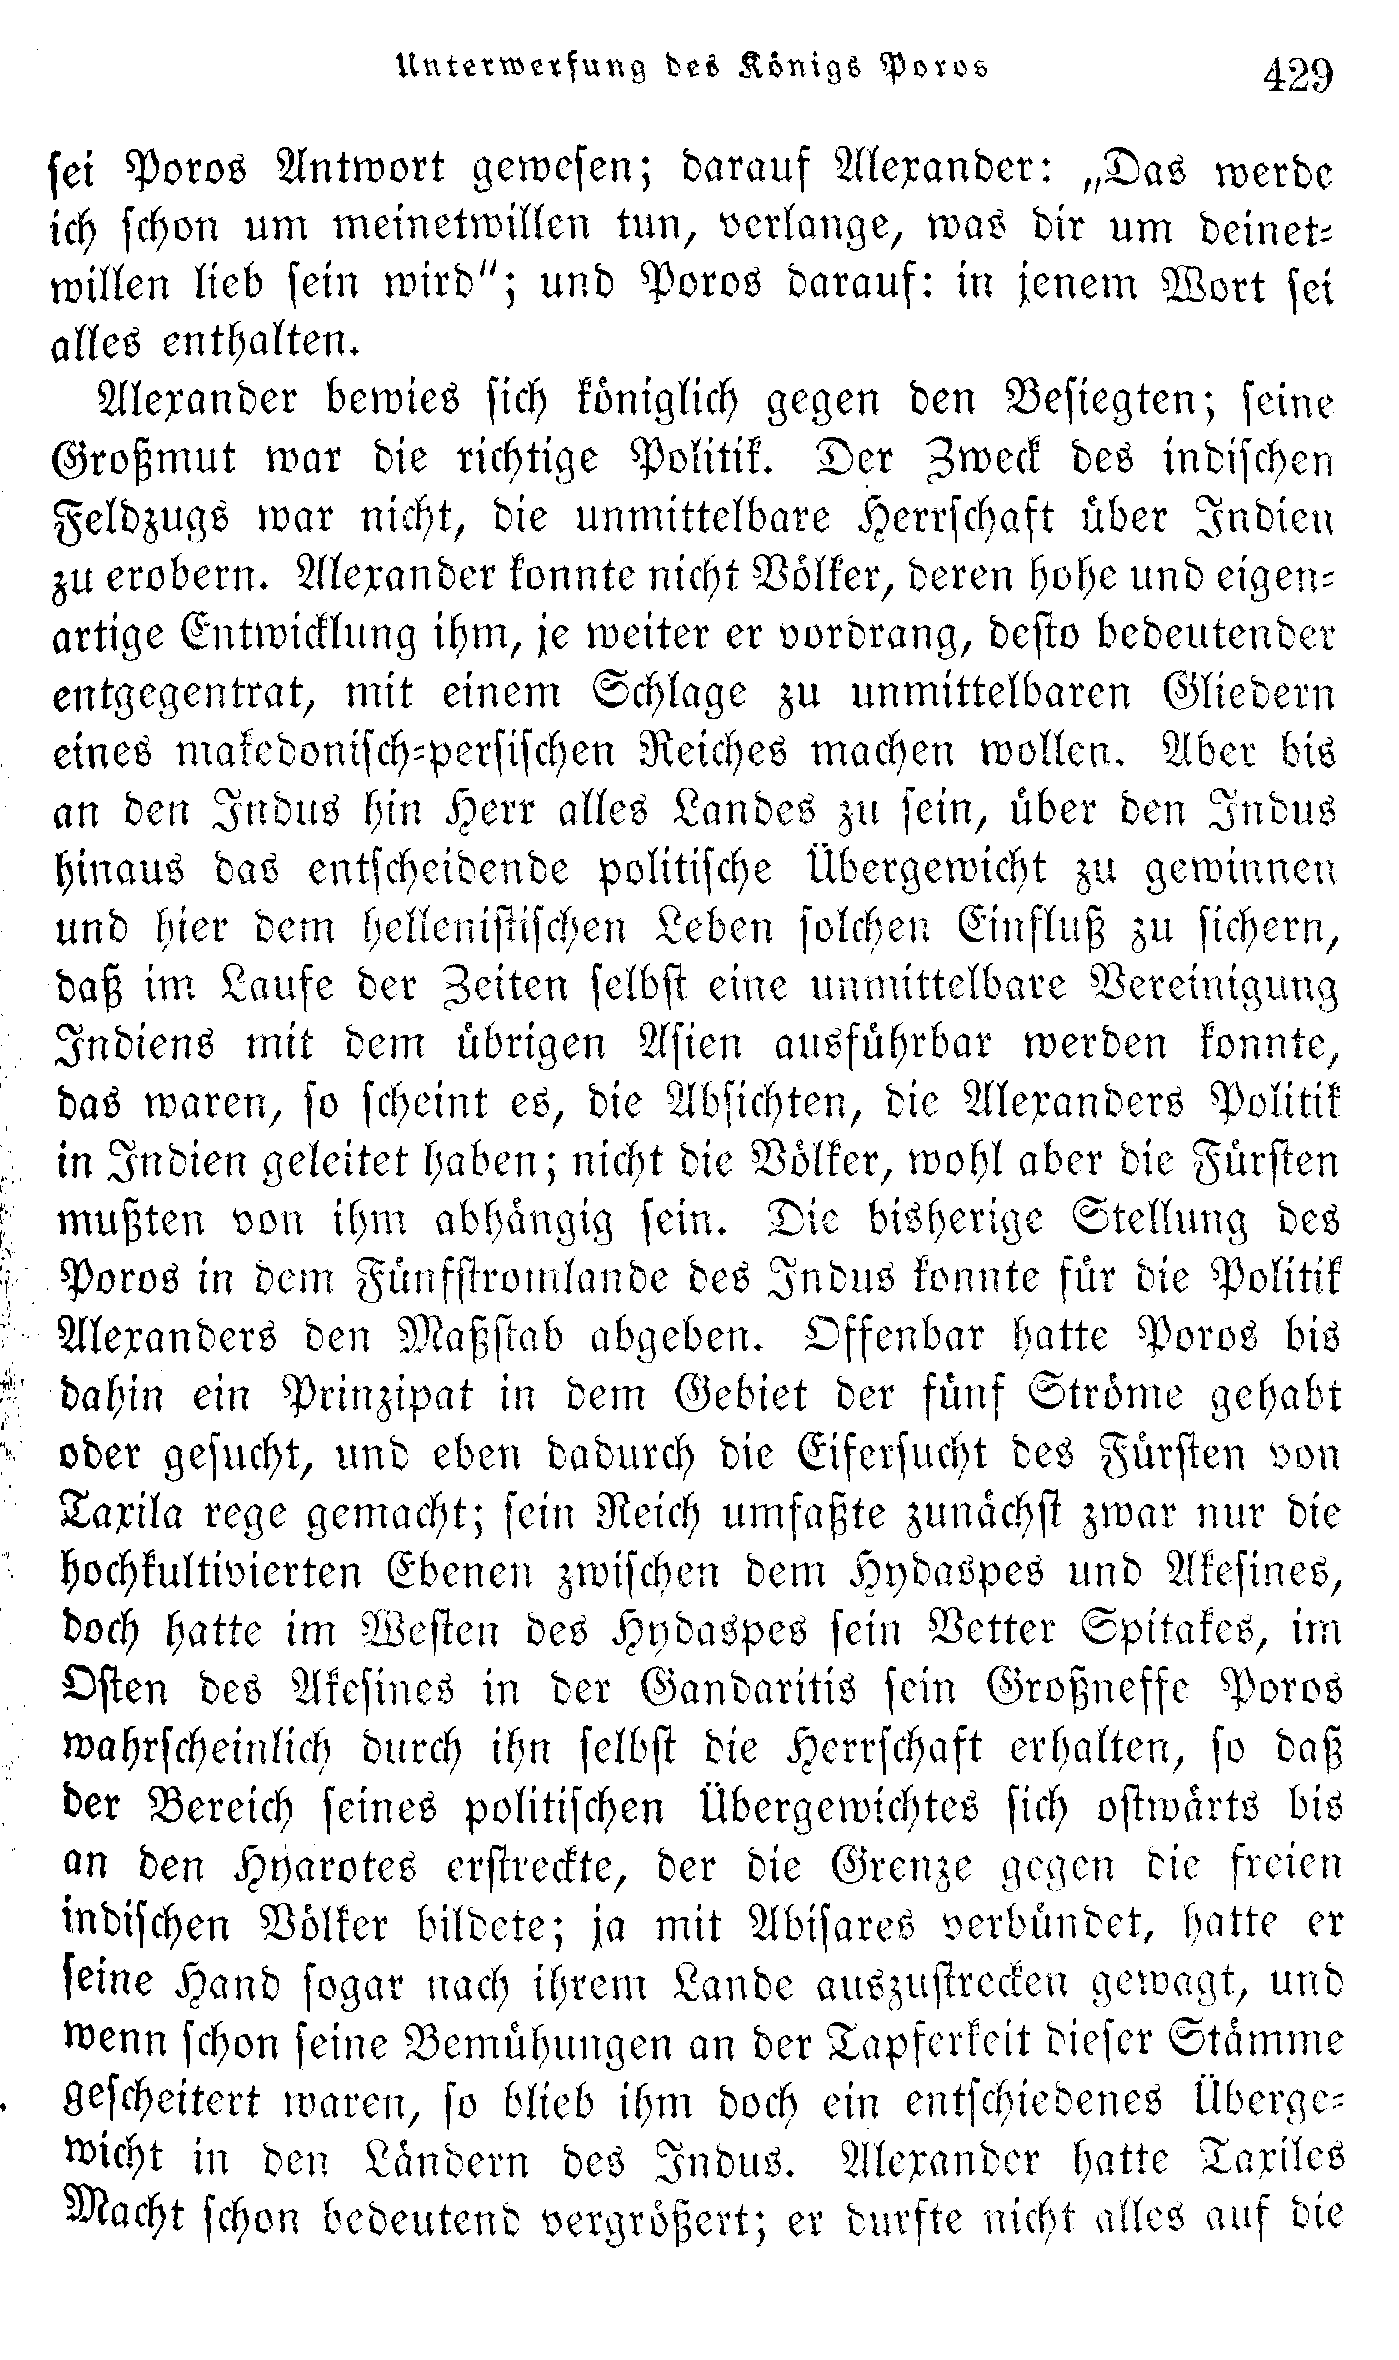 Unterwerfung des Königs Poros 429
sei Poros Antwort gewesen; darauf Alexander: „Das werde
ich schon um meinetwillen tun, verlange, was dir um deinet-
willen lieb sein wird“; und Poros darauf: in jenem Wort sei
alles enthalten.
Alexander bewies sich königlich gegen den Besiegten; seine
Großmut war die richtige Politik. Der Zweck des indischen
Feldzugs war nicht, die unmittelbare Herrschaft über Indien
zu erobern. Alexander konnte nicht Völker, deren hohe und eigen-
artige Entwicklung ihm, je weiter er vordrang, desto bedeutender
entgegentrat, mit einem Schlage zu unmittelbaren Gliedern
eines makedonisch-persischen Reiches machen wollen. Aber bis
an den Indus hin Herr alles Landes zu sein, über den Indus
hinaus das entscheidende politische Übergewicht zu gewinnen
und hier dem hellenistischen Leben solchen Einfluß zu sichern,
daß im Laufe der Zeiten selbst eine unmittelbare Vereinigung
Indiens mit dem übrigen Asien ausführbar werden konnte,
das waren, so scheint es, die Absichten, die Alexanders Politik
in Indien geleitet haben; nicht die Völker, wohl aber die Fürsten
mußten von ihm abhängig sein. Die bisherige Stellung des
Poros in dem Fünfstromlande des Indus konnte für die Politik
Alexanders den Maßstab abgeben. Offenbar hatte Poros bis
dahin ein Prinzipat in dem Gebiet der fünf Ströme gehabt
oder gesucht, und eben dadurch die Eifersucht des Fürsten von
Taxila rege gemacht; sein Reich umfaßte zunächst zwar nur die
hochkultivierten Ebenen zwischen dem Hydaspes und Akesines,
doch hatte im Westen des Hydaspes sein Vetter Spitakes, im
Osten des Akesines in der Gandaritis sein Großneffe Poros
wahrscheinlich durch ihn selbst die Herrschaft erhalten, so daß
der Bereich seines politischen Übergewichtes sich ostwärts bis
an den Hyarotes erstreckte, der die Grenze gegen die freien
indischen Völker bildete; ja mit Abisares verbündet, hatte er
seine Hand sogar nach ihrem Lande auszustrecken gewagt, und
wenn schon seine Bemühungen an der Tapferkeit dieser Stämme
gescheitert waren, so blieb ihm doch ein entschiedenes Überge-
wicht in den Ländern des Indus. Alexander hatte Taxiles
Macht schon bedeutend vergrößert; er durfte nicht alles auf die